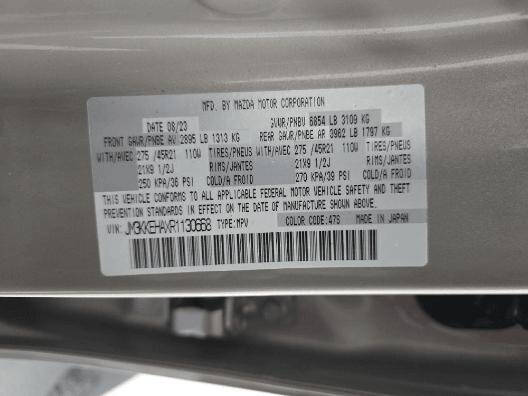 MFD. BY MAZDA MOTOR CORPORATION
DATE 08/23 GVWR/PNBV 6854 LB 3109 KG
FRONT GAWR/PNBE AV 2895 LB 1313 KG REAR GAWR/PNBE AR 3962 LB 1797 KG
WITH/AVEC 275 /45R21 110W TIRES/PNEUS WITH/AVEC 275 /45R21 110W TIRES/PNEUS
21X9 1/2J RIMS/JANTES 21X9 1/2J RIMS/JANTES
250 KPA/36 PSI COLD/A FROID 270 KPA/39 PSI COLD/A FROID
THIS VEHICLE CONFORMS TO ALL APPLICABLE FEDERAL MOTOR VEHICLE SAFETY AND THEFT
PREVENTION STANDARDS IN EFFECT ON THE DATE OF MANUFACTURE SHOWN ABOVE.
VIN: JM3KKEHAXR1130668 TYPE:MPV COLOR CODE:47S MADE IN JAPAN